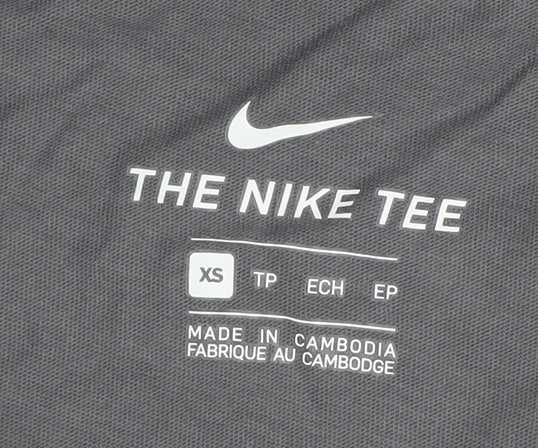 THE NIKE TEE
XS TP ECH EP
MADE IN CAMBODIA
FABRIQUE AU CAMBODGE